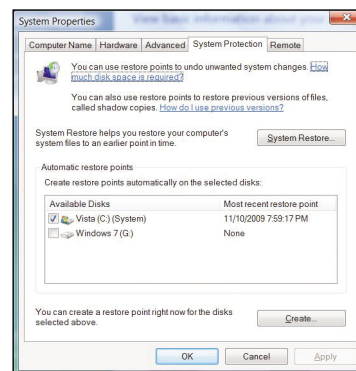 View basic information about your
System Properties
Computer Name Hardware Advanced System Protection Remote
You can use restore points to undo unwanted system changes. How
much disk space is required?
You can also use restore points to restore previous versions of files,
called shadow copies. How do I use previous versions?
System Restore helps you restore your computer's
system files to an earlier point in time.
System Restore...
Automatic restore points
Create restore points automatically on the selected disks:
Available Disks Most recent restore point
Vista (C:) (System) 11/10/2009 7:59:17 PM
Windows 7 (G:) None
You can create a restore point right now for the disks
selected above.
Create...
OK Cancel Apply